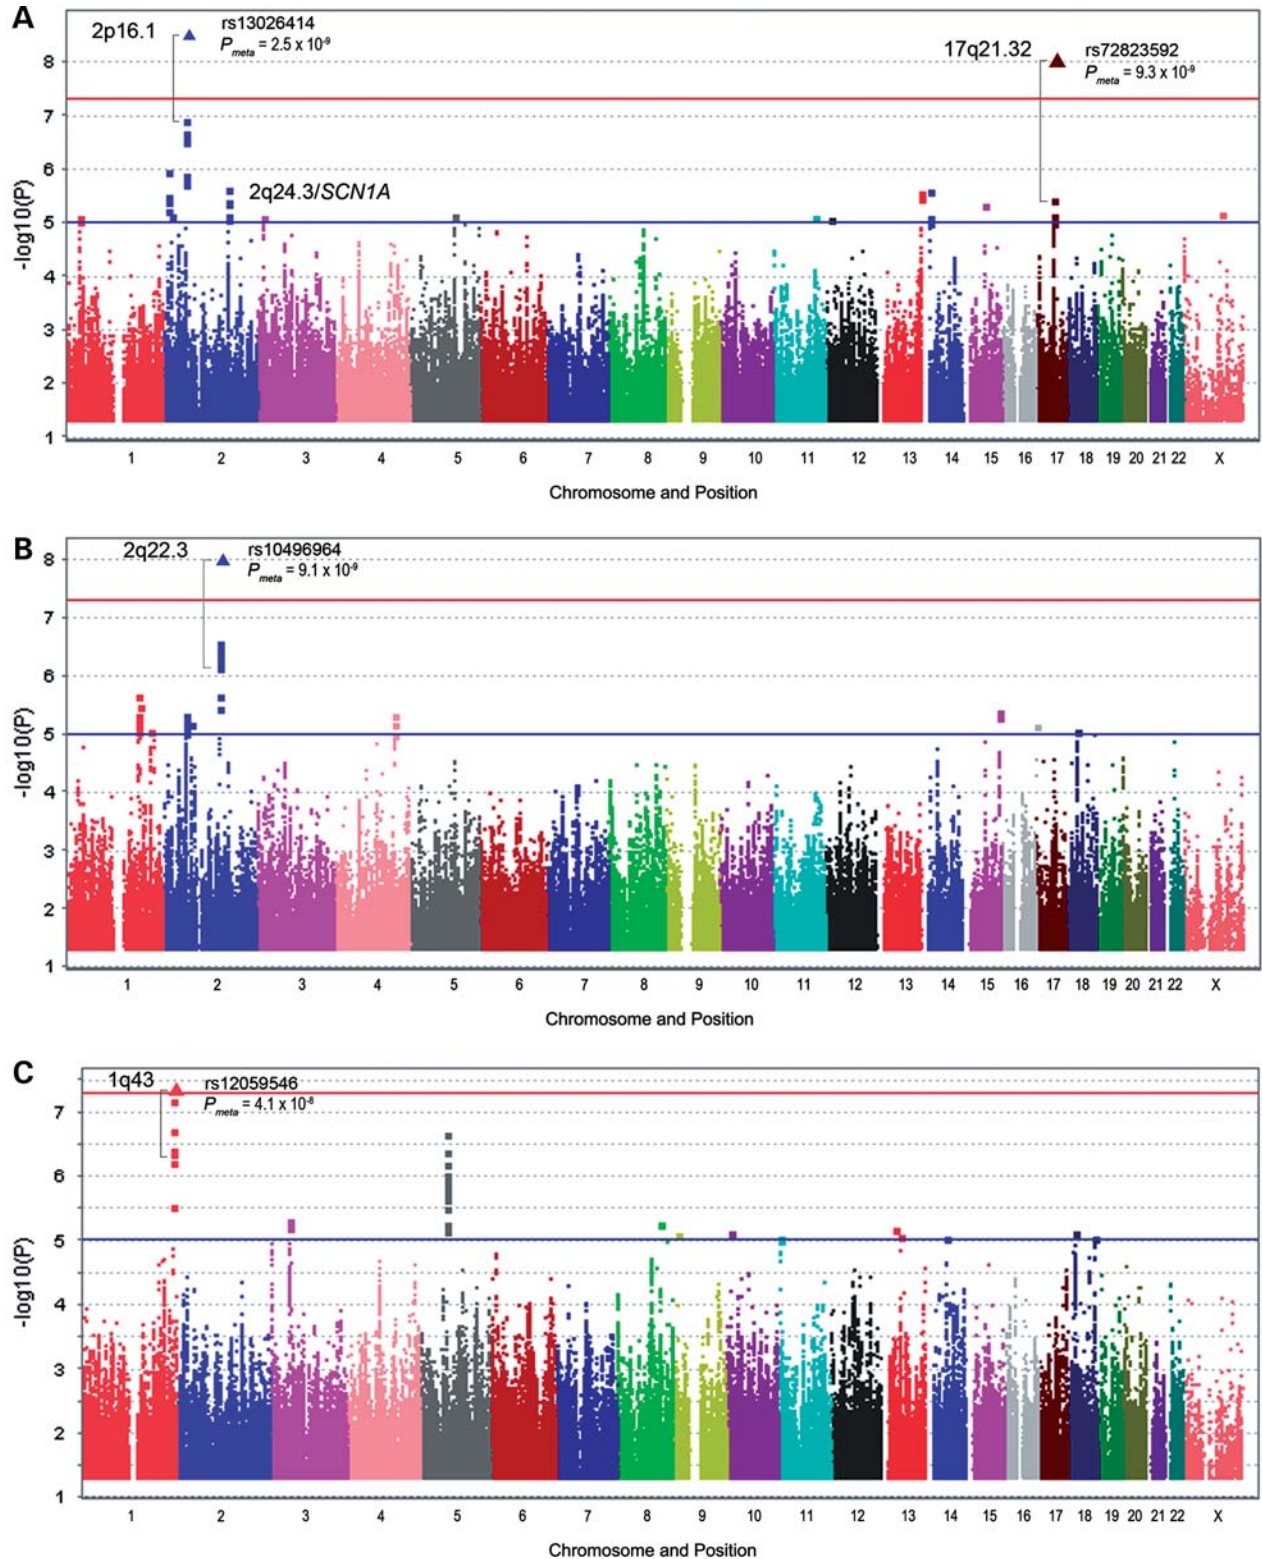 A
2p16.1
rs13026414
P meta = 2.5 x 10-9
17q21.32
rs72823592
P meta = 9.3 x 10-9
2q24.3/SCN1A
-log10(P)
8
7
6
5
4
3
2
1
1 2 3 4 5 6 7 8 9 10 11 12 13 14 15 16 17 18 19 20 21 22 X
Chromosome and Position
B
2q22.3
rs10496964
P meta = 9.1 x 10-9
-log10(P)
8
7
6
5
4
3
2
1
1 2 3 4 5 6 7 8 9 10 11 12 13 14 15 16 17 18 19 20 21 22 X
Chromosome and Position
C
1q43
rs12059546
P meta = 4.1 x 10-8
-log10(P)
7
6
5
4
3
2
1
1 2 3 4 5 6 7 8 9 10 11 12 13 14 15 16 17 18 19 20 21 22 X
Chromosome and Position